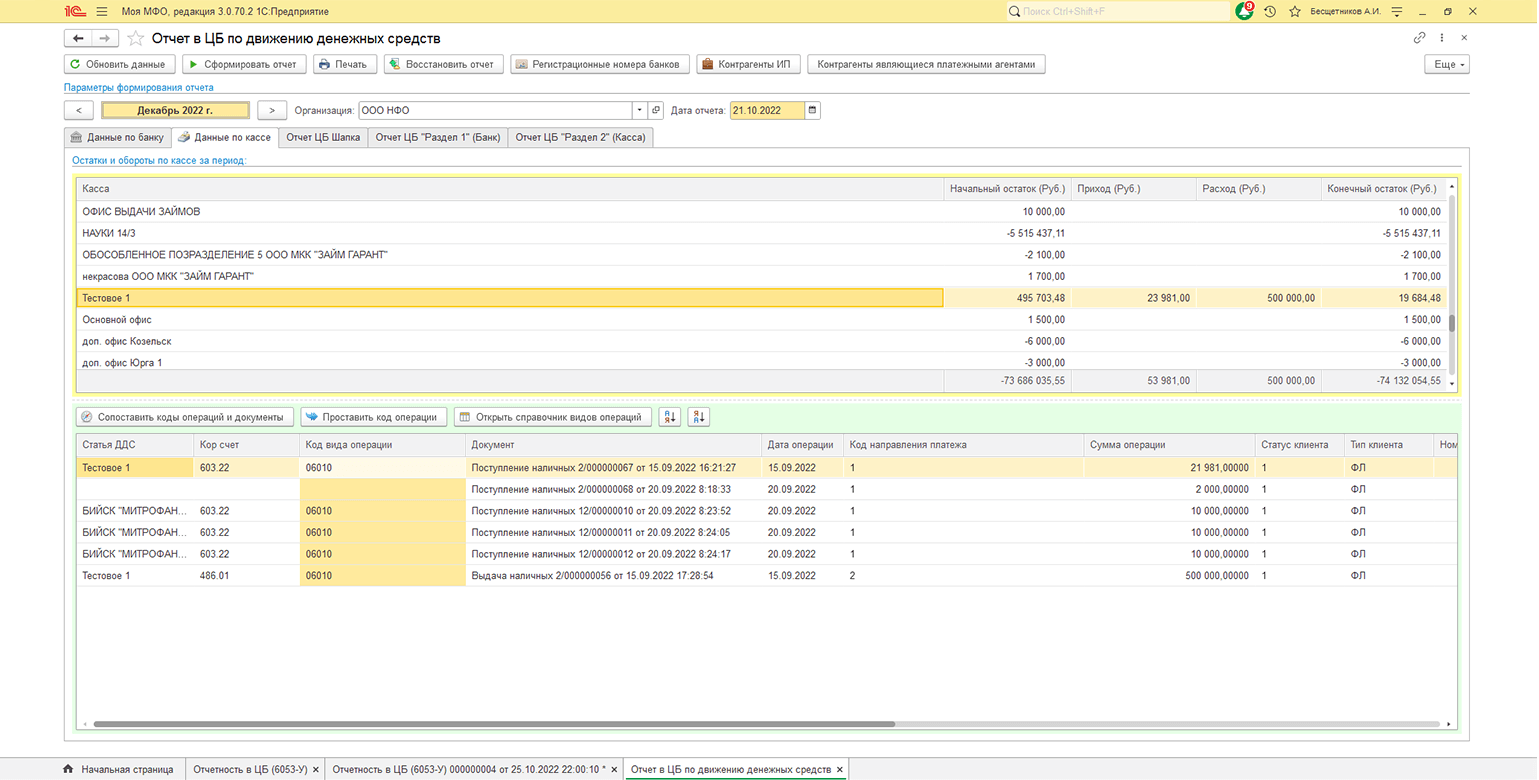 1С Моя МФО, редакция 3.0.70.2 1С:Предприятие Поиск Ctrl+Shift+F 9 Бесщетников А.И.
Отчет в ЦБ по движению денежных средств
Обновить данные Сформировать отчет Печать Восстановить отчет Регистрационные номера банков Контрагенты ИП Контрагенты являющиеся платежными агентами Еще
Параметры формирования отчета
< Декабрь 2022 г. > Организация: ООО НФО Дата отчета: 21.10.2022
Данные по банку Данные по кассе Отчет ЦБ Шапка Отчет ЦБ "Раздел 1" (Банк) Отчет ЦБ "Раздел 2" (Касса)
Остатки и обороты по кассе за период:
Касса Начальный остаток (Руб.) Приход (Руб.) Расход (Руб.) Конечный остаток (Руб.)
ОФИС ВЫДАЧИ ЗАЙМОВ 10 000,00 10 000,00
НАУКИ 14/3 -5 515 437,11 -5 515 437,11
ОБОСОБЛЕННОЕ ПОЗРАЗДЕЛЕНИЕ 5 ООО МКК "ЗАЙМ ГАРАНТ" -2 100,00 -2 100,00
некрасова ООО МКК "ЗАЙМ ГАРАНТ" 1 700,00 1 700,00
Тестовое 1 495 703,48 23 981,00 500 000,00 19 684,48
Основной офис 1 500,00 1 500,00
доп. офис Козельск -6 000,00 -6 000,00
доп. офис Юрга 1 -3 000,00 -3 000,00
-73 686 035,55 53 981,00 500 000,00 -74 132 054,55
Сопоставить коды операций и документы Проставить код операции Открыть справочник видов операций А Я Я А
Статья ДДС Кор счет Код вида операции Документ Дата операции Код направления платежа Сумма операции Статус клиента Тип клиента Ном
Тестовое 1 603.22 06010 Поступление наличных 2/000000067 от 15.09.2022 16:21:27 15.09.2022 1 21 981,00000 1 ФЛ
Поступление наличных 2/000000068 от 20.09.2022 8:18:33 20.09.2022 1 2 000,00000 1 ФЛ
БИЙСК "МИТРОФАН... 603.22 06010 Поступление наличных 12/00000010 от 20.09.2022 8:23:52 20.09.2022 1 10 000,00000 1 ФЛ
БИЙСК "МИТРОФАН... 603.22 06010 Поступление наличных 12/00000011 от 20.09.2022 8:24:05 20.09.2022 1 10 000,00000 1 ФЛ
БИЙСК "МИТРОФАН... 603.22 06010 Поступление наличных 12/00000012 от 20.09.2022 8:24:17 20.09.2022 1 10 000,00000 1 ФЛ
Тестовое 1 486.01 06010 Выдача наличных 2/000000056 от 15.09.2022 17:28:54 15.09.2022 2 500 000,00000 1 ФЛ
Начальная страница Отчетность в ЦБ (6053-У) Отчетность в ЦБ (6053-У) 000000004 от 25.10.2022 22:00:10 * Отчет в ЦБ по движению денежных средств